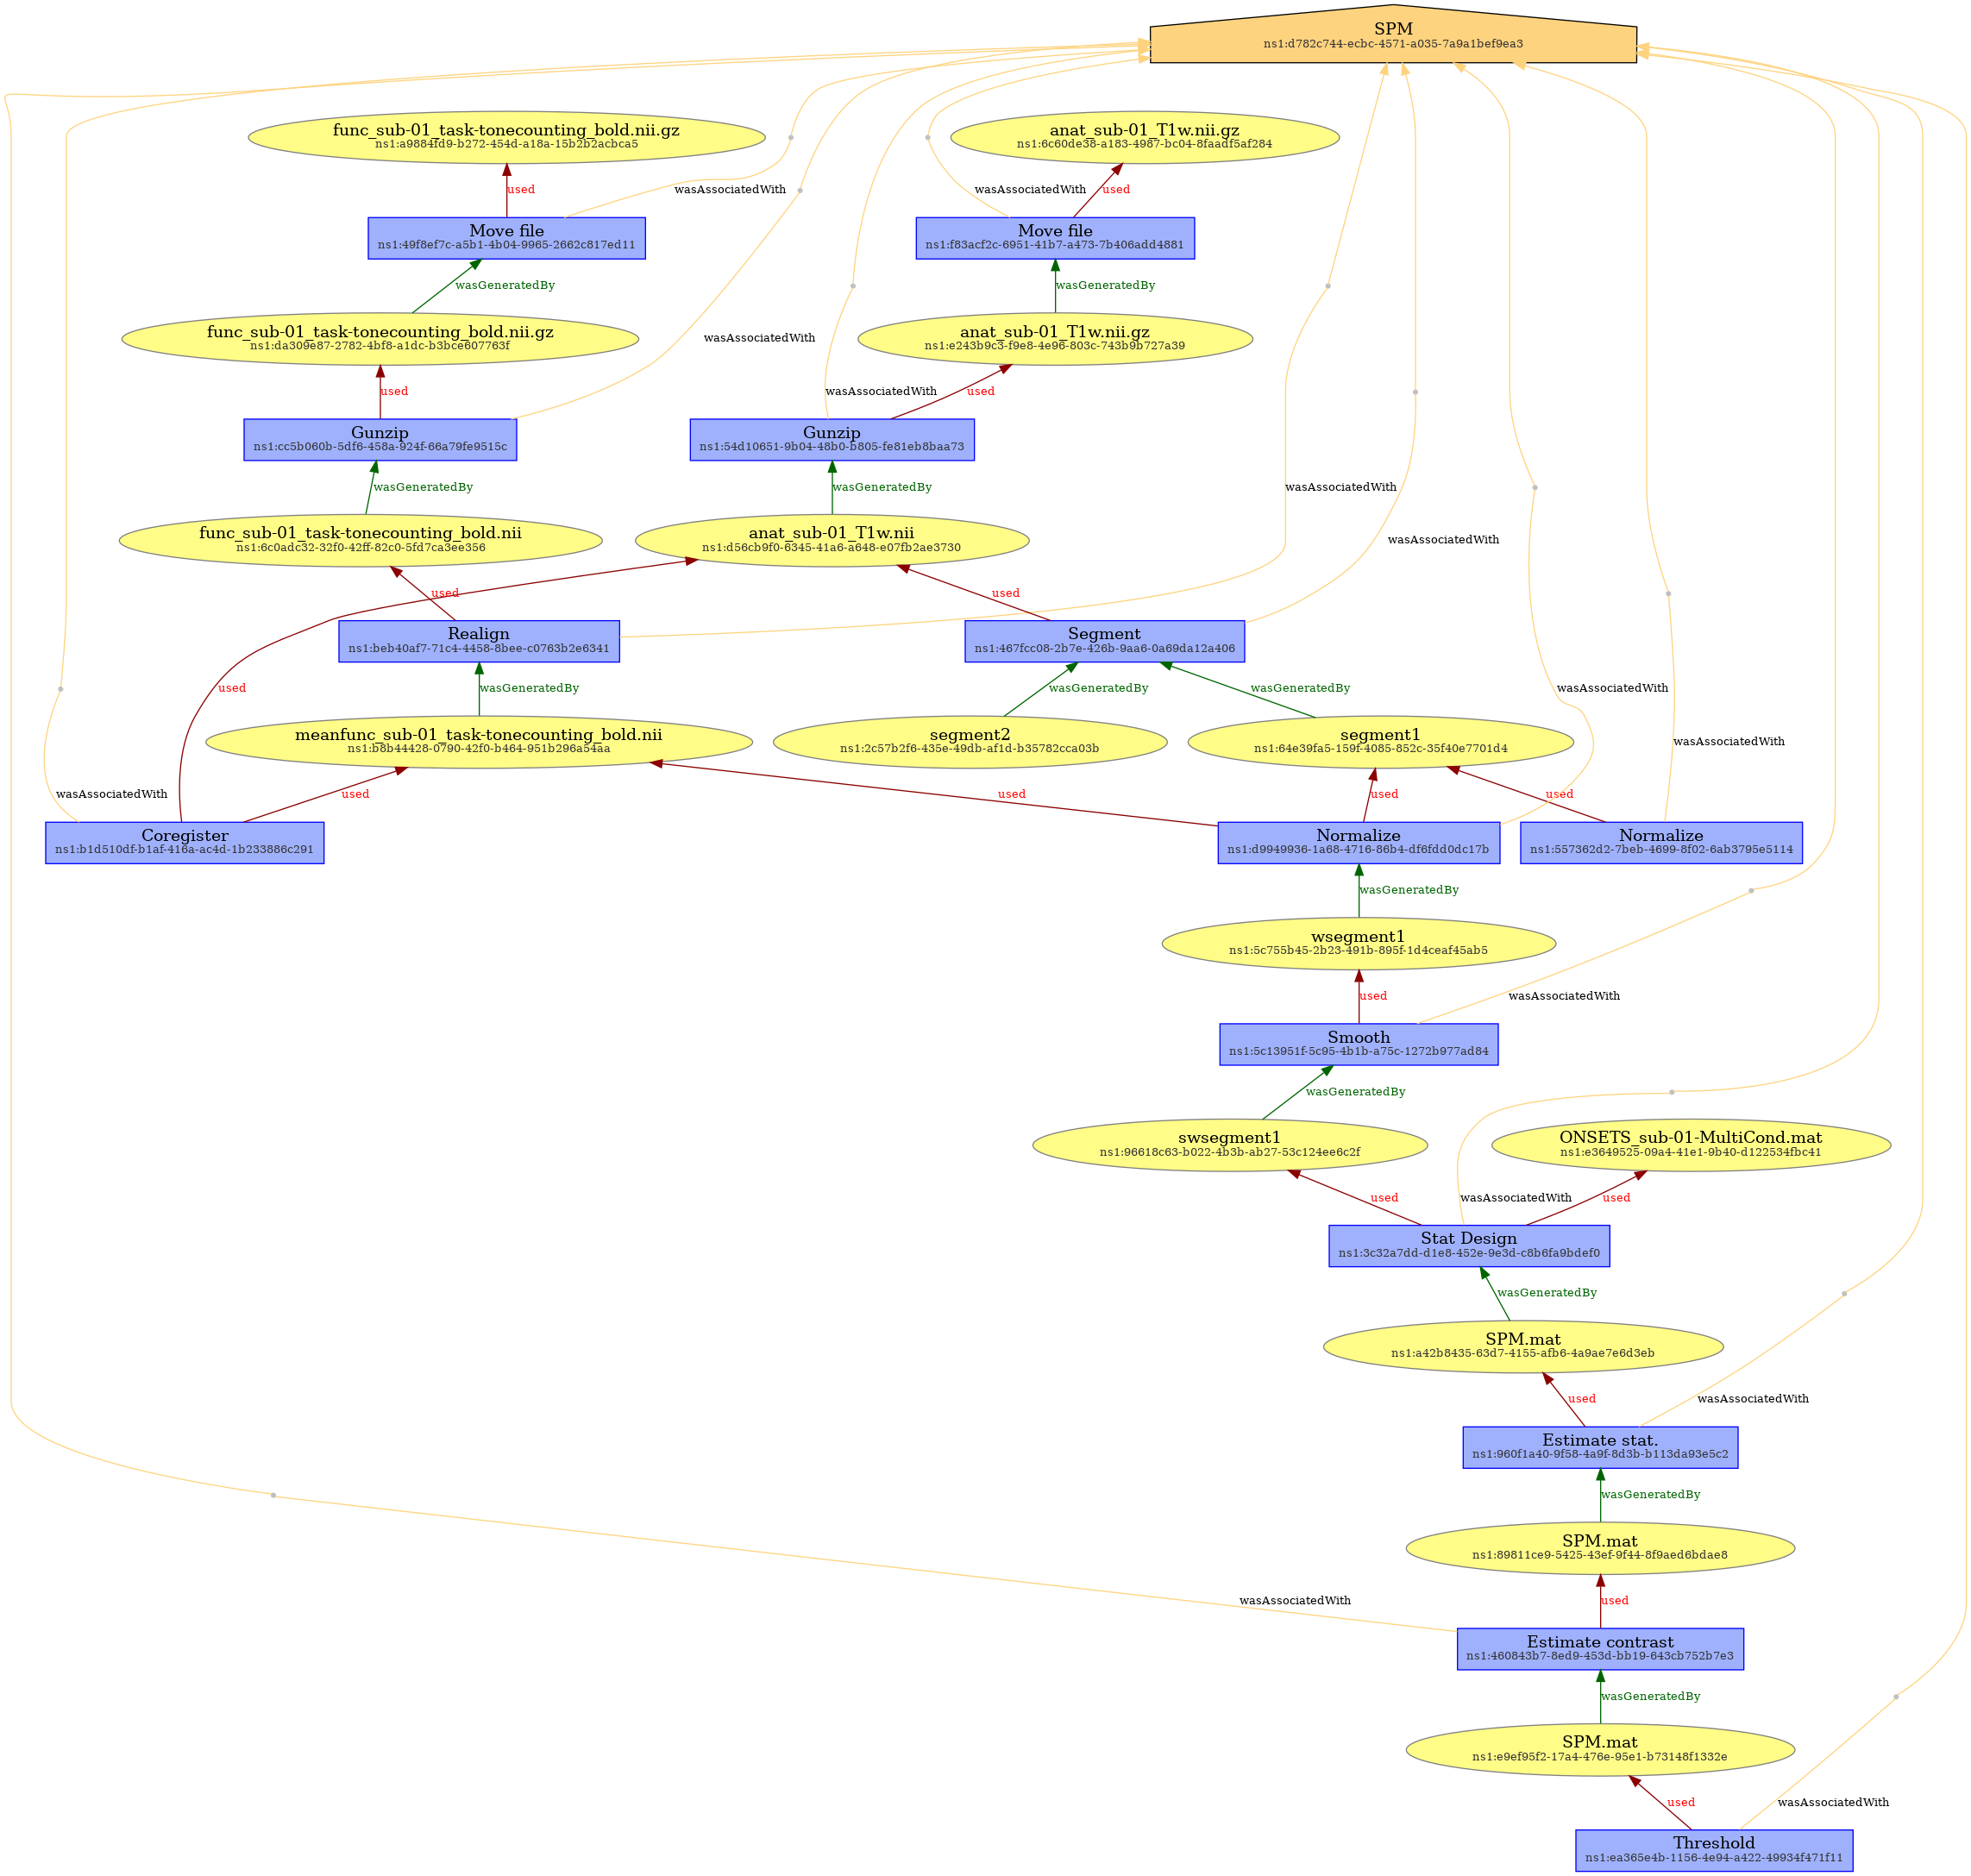 SPM
ns1:d782c744-ecbc-4571-a035-7a9a1bef9ea3
func_sub-01_task-tonecounting_bold.nii.gz
ns1:a9884fd9-b272-454d-a18a-15b2b2acbca5
anat_sub-01_T1w.nii.gz
ns1:6c60de38-a183-4987-bc04-8faadf5af284
used
wasAssociatedWith
wasAssociatedWith
used
Move file
ns1:49f8ef7c-a5b1-4b04-9965-2662c817ed11
Move file
ns1:f83acf2c-6951-41b7-a473-7b406add4881
wasGeneratedBy
wasGeneratedBy
func_sub-01_task-tonecounting_bold.nii.gz
ns1:da309e87-2782-4bf8-a1dc-b3bce607763f
wasAssociatedWith
anat_sub-01_T1w.nii.gz
ns1:e243b9c3-f9e8-4e96-803c-743b9b727a39
used
wasAssociatedWith
used
Gunzip
ns1:cc5b060b-5df6-458a-924f-66a79fe9515c
Gunzip
ns1:54d10651-9b04-48b0-b805-fe81eb8baa73
wasGeneratedBy
wasGeneratedBy
wasAssociatedWith
func_sub-01_task-tonecounting_bold.nii
ns1:6c0adc32-32f0-42ff-82c0-5fd7ca3ee356
anat_sub-01_T1w.nii
ns1:d56cb9f0-6345-41a6-a648-e07fb2ae3730
wasAssociatedWith
used
used
Realign
ns1:beb40af7-71c4-4458-8bee-c0763b2e6341
Segment
ns1:467fcc08-2b7e-426b-9aa6-0a69da12a406
used
wasGeneratedBy
wasGeneratedBy
wasGeneratedBy
wasAssociatedWith
meanfunc_sub-01_task-tonecounting_bold.nii
ns1:b8b44428-0790-42f0-b464-951b296a54aa
segment2
ns1:2c57b2f6-435e-49db-af1d-b35782cca03b
segment1
ns1:64e39fa5-159f-4085-852c-35f40e7701d4
wasAssociatedWith
wasAssociatedWith
used
used
used
used
Coregister
ns1:b1d510df-b1af-416a-ac4d-1b233886c291
Normalize
ns1:d9949936-1a68-4716-86b4-df6fdd0dc17b
Normalize
ns1:557362d2-7beb-4699-8f02-6ab3795e5114
wasGeneratedBy
wsegment1
ns1:5c755b45-2b23-491b-895f-1d4ceaf45ab5
used
wasAssociatedWith
Smooth
ns1:5c13951f-5c95-4b1b-a75c-1272b977ad84
wasGeneratedBy
swsegment1
ns1:96618c63-b022-4b3b-ab27-53c124ee6c2f
ONSETS_sub-01-MultiCond.mat
ns1:e3649525-09a4-41e1-9b40-d122534fbc41
used
wasAssociatedWith
used
Stat Design
ns1:3c32a7dd-d1e8-452e-9e3d-c8b6fa9bdef0
wasGeneratedBy
SPM.mat
ns1:a42b8435-63d7-4155-afb6-4a9ae7e6d3eb
used
wasAssociatedWith
Estimate stat.
ns1:960f1a40-9f58-4a9f-8d3b-b113da93e5c2
wasGeneratedBy
SPM.mat
ns1:89811ce9-5425-43ef-9f44-8f9aed6bdae8
wasAssociatedWith
used
Estimate contrast
ns1:460843b7-8ed9-453d-bb19-643cb752b7e3
wasGeneratedBy
SPM.mat
ns1:e9ef95f2-17a4-476e-95e1-b73148f1332e
used
wasAssociatedWith
Threshold
ns1:ea365e4b-1156-4e94-a422-49934f471f11